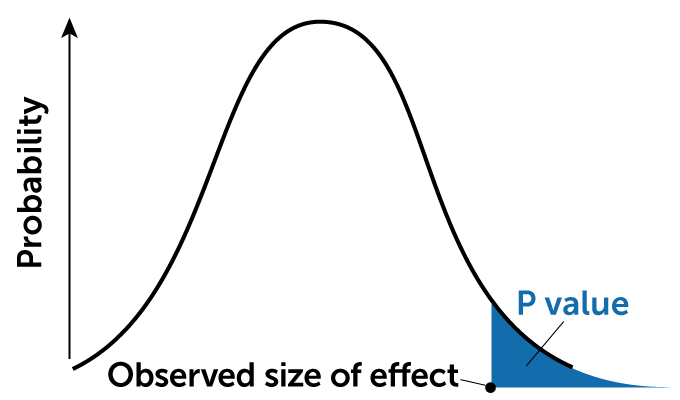 Probability
P value
Observed size of effect